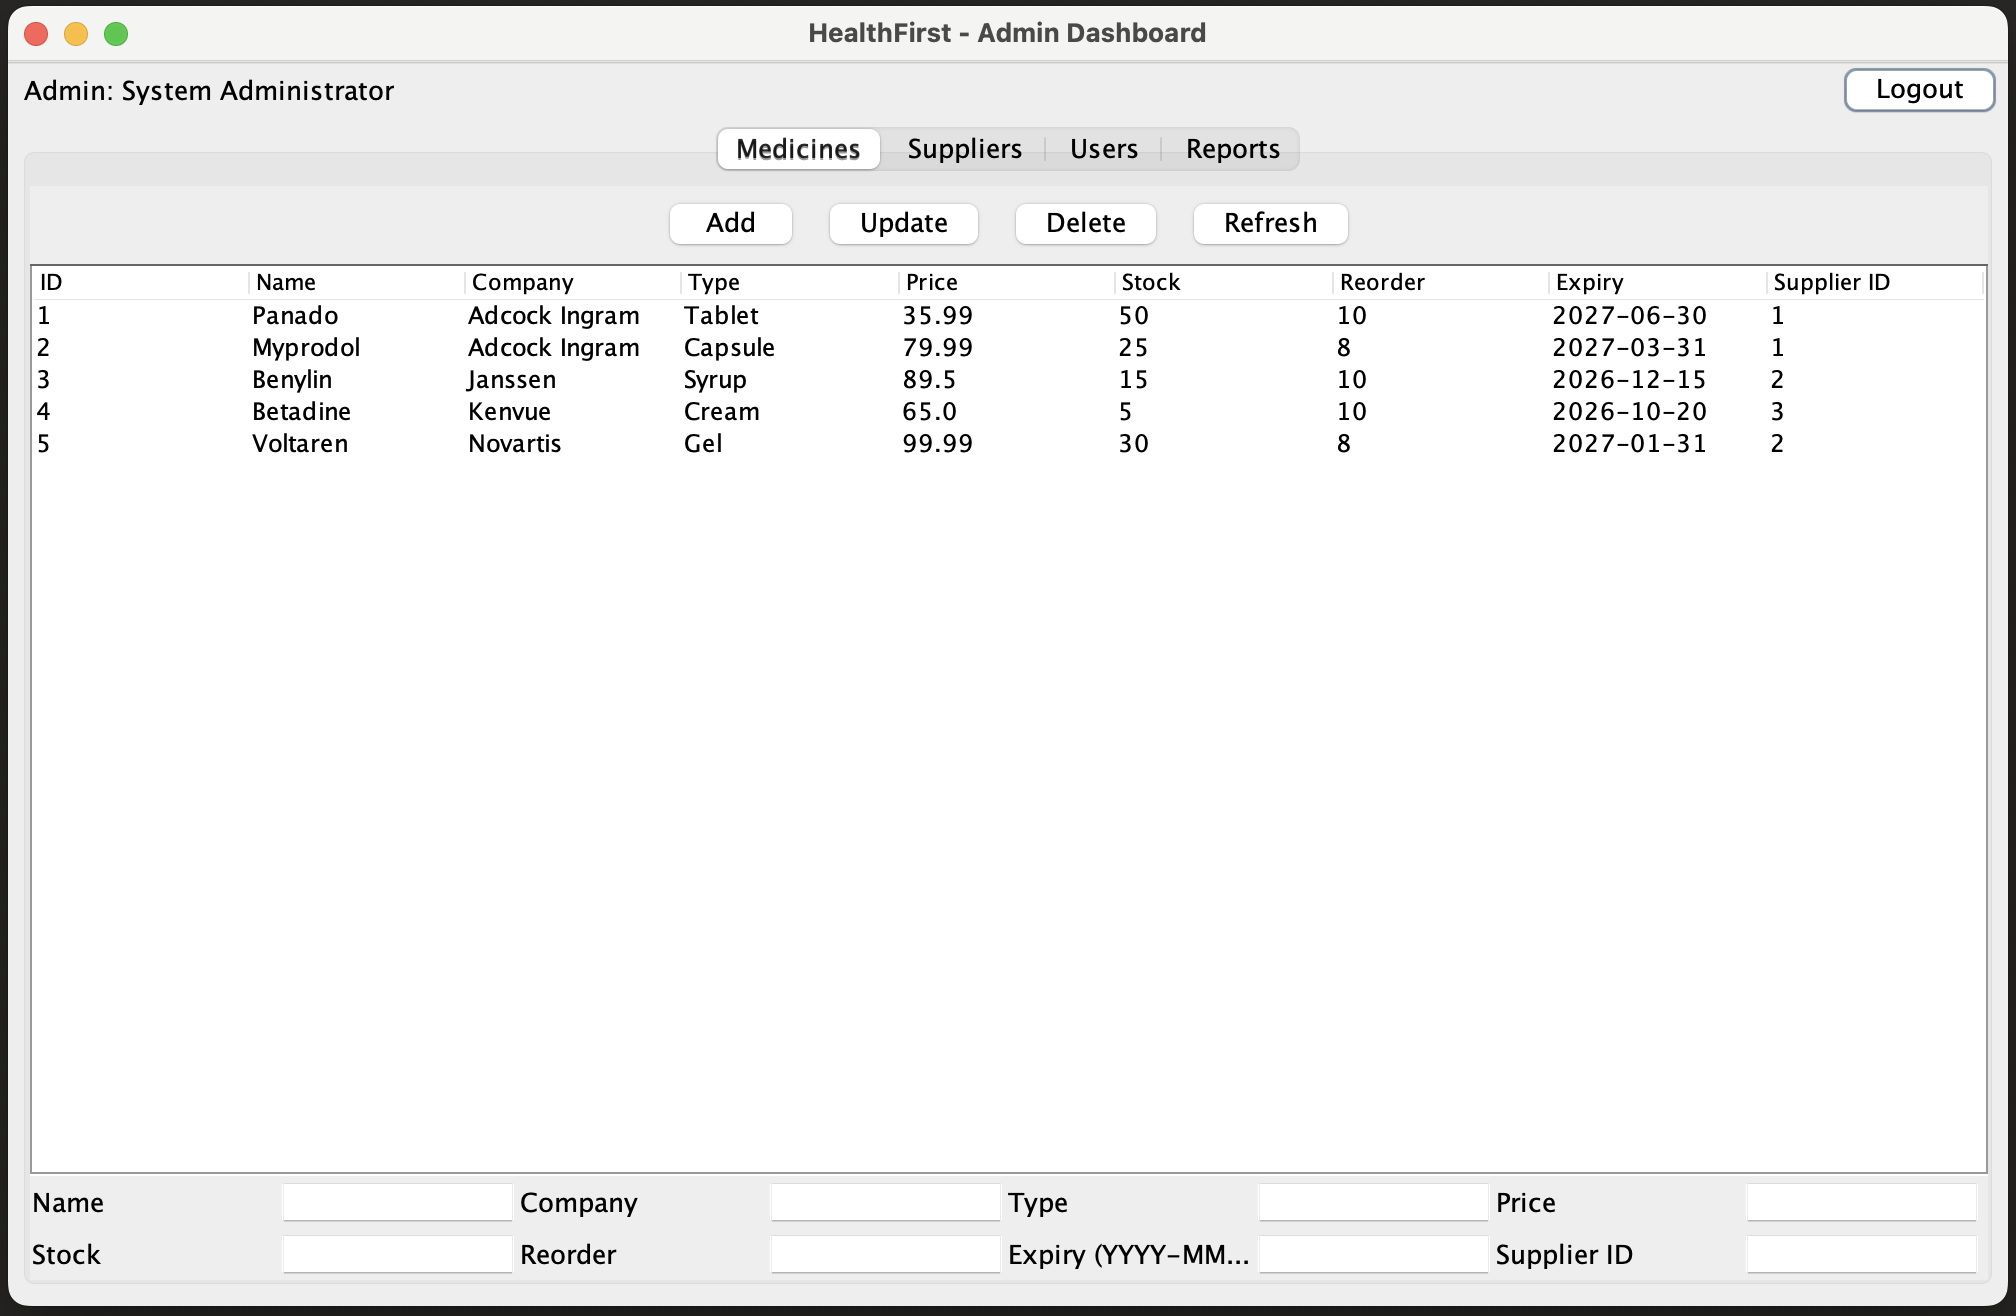 HealthFirst - Admin Dashboard
Admin: System Administrator Logout
Medicines Suppliers Users Reports
Add Update Delete Refresh
ID Name Company Type Price Stock Reorder Expiry Supplier ID
1 Panado Adcock Ingram Tablet 35.99 50 10 2027-06-30 1
2 Myprodol Adcock Ingram Capsule 79.99 25 8 2027-03-31 1
3 Benylin Janssen Syrup 89.5 15 10 2026-12-15 2
4 Betadine Kenvue Cream 65.0 5 10 2026-10-20 3
5 Voltaren Novartis Gel 99.99 30 8 2027-01-31 2
Name Company Type Price
Stock Reorder Expiry (YYYY-MM... Supplier ID